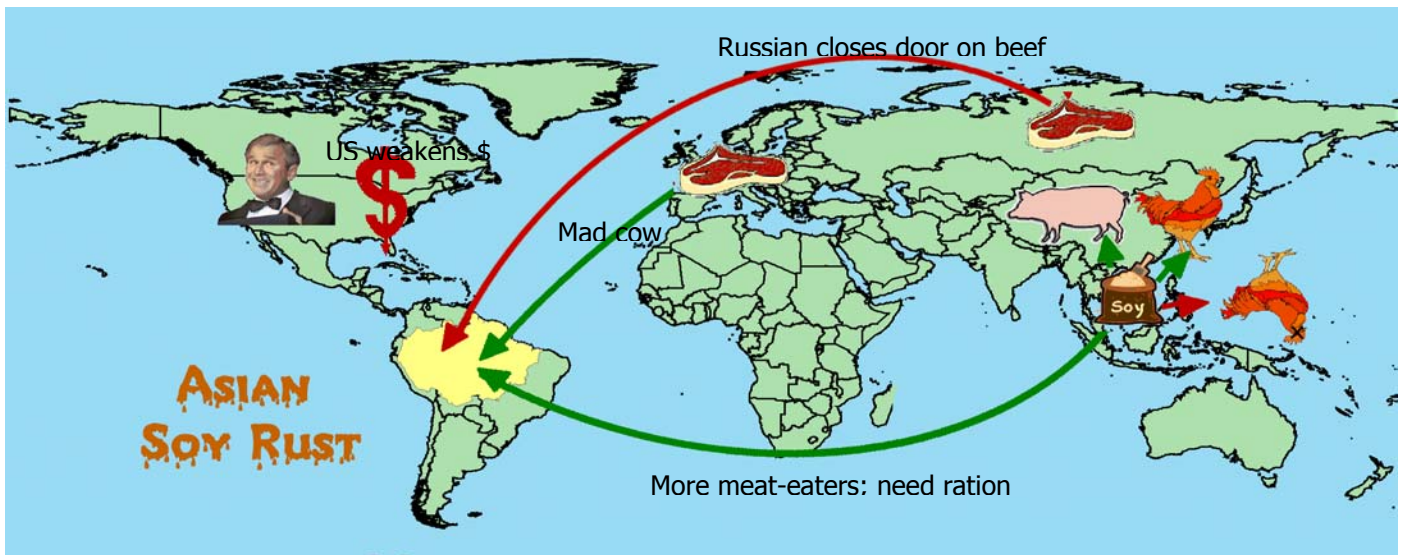 Russian closes door on beef
US weakens $
$
Mad cow
Soy
ASIAN
SOY RUST
More meat-eaters: need ration